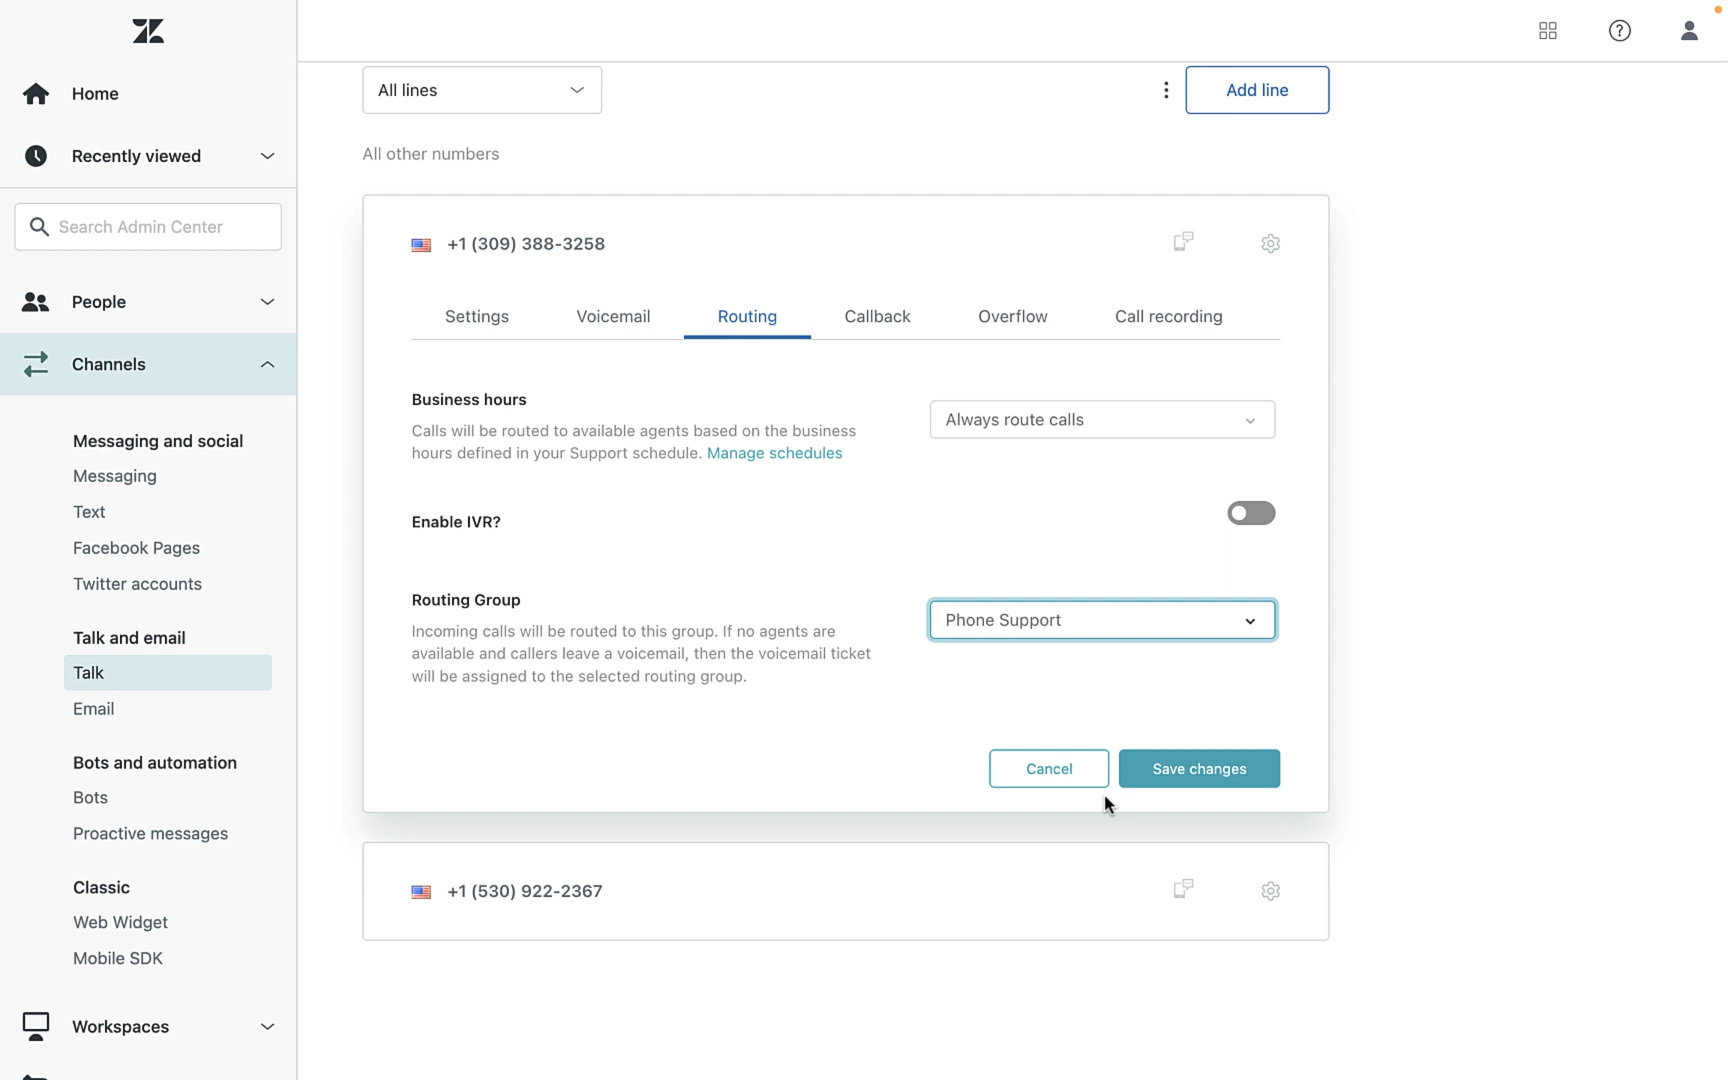 Home
Recently viewed
Search Admin Center
People
Channels
Messaging and social
Messaging
Text
Facebook Pages
Twitter accounts
Talk and email
Talk
Email
Bots and automation
Bots
Proactive messages
Classic
Web Widget
Mobile SDK
Workspaces
All lines
Add line
All other numbers
+1 (309) 388-3258
Settings Voicemail Routing Callback Overflow Call recording
Business hours
Calls will be routed to available agents based on the business
hours defined in your Support schedule. Manage schedules
Always route calls
Enable IVR?
Routing Group
Incoming calls will be routed to this group. If no agents are
available and callers leave a voicemail, then the voicemail ticket
will be assigned to the selected routing group.
Phone Support
Cancel Save changes
+1 (530) 922-2367